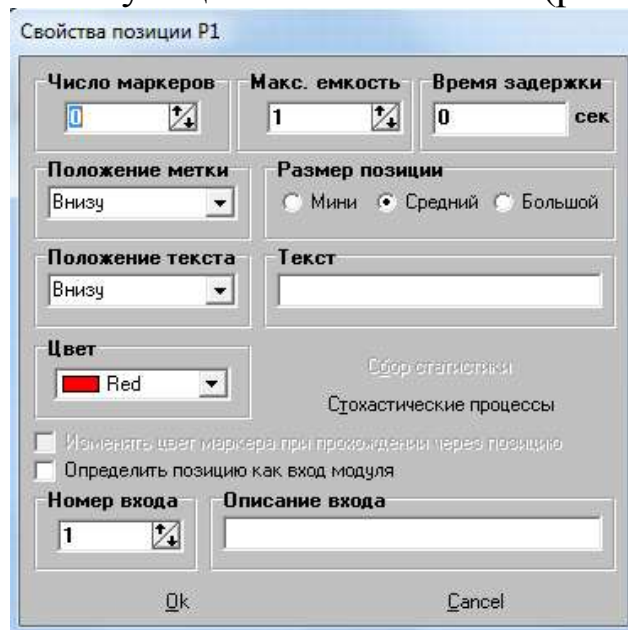 Свойства позиции P1
Число маркеров Макс. емкость Время задержки
0 1 0 сек
Положение метки Размер позиции
Внизу Мини Средний Большой
Положение текста Текст
Внизу
Цвет
Red Сбор статистики
Стохастические процессы
Изменять цвет маркера при прохождении через позицию
Определить позицию как вход модуля
Номер входа Описание входа
1
Ok Cancel